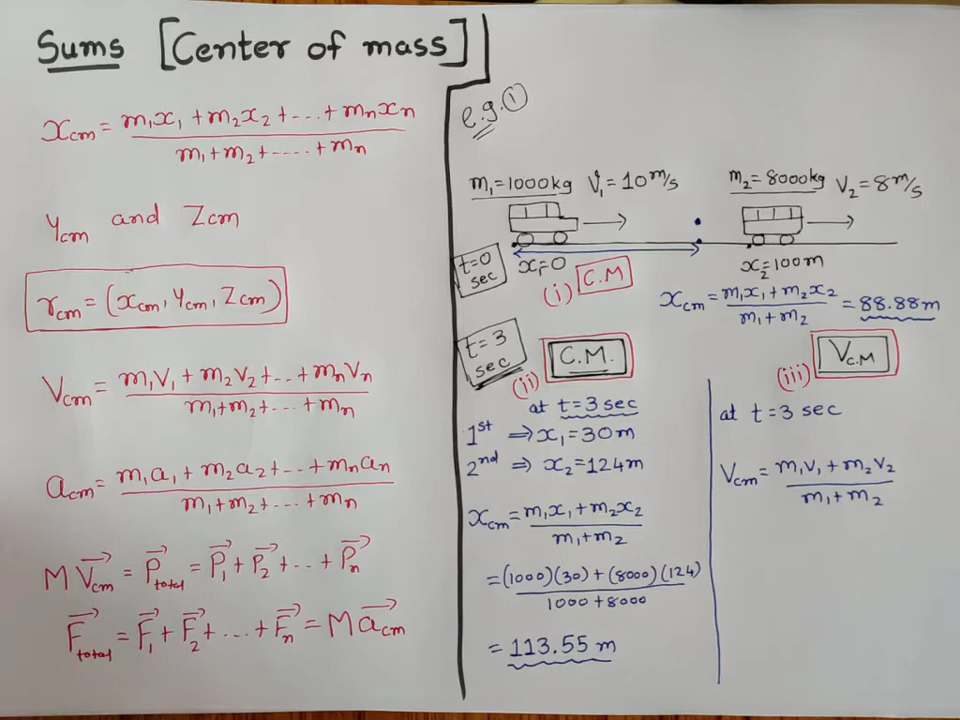 Sums [Center of mass]
xcm = m1x1 + m2x2 + ... + mnxn / m1 + m2 + ..... + mn
ycm and Zcm
rcm = (xcm, ycm, Zcm)
Vcm = m1V1 + m2V2 + .. + mnVn / m1 + m2 + ... + mn
acm = m1a1 + m2a2 + ... + mnan / m1 + m2 + ... + mn
M Vcm = Ptotal = P1 + P2 + ... + Pn
Ftotal = F1 + F2 + ... + Fn = M acm
e.g. ①
m1 = 1000kg V1 = 10 m/s
m2 = 8000kg V2 = 8 m/s
t=0 sec
x1=0
x2=100m
(i) C.M
xcm = m1x1 + m2x2 / m1 + m2 = 88.88 m
t=3 sec
(ii) C.M.
at t=3 sec
1st ⇒ x1 = 30m
2nd ⇒ x2 = 124m
xcm = m1x1 + m2x2 / m1 + m2
= (1000)(30) + (8000)(124) / 1000 + 8000
= 113.55 m
(iii) VC.M
at t = 3 sec
Vcm = m1v1 + m2v2 / m1 + m2